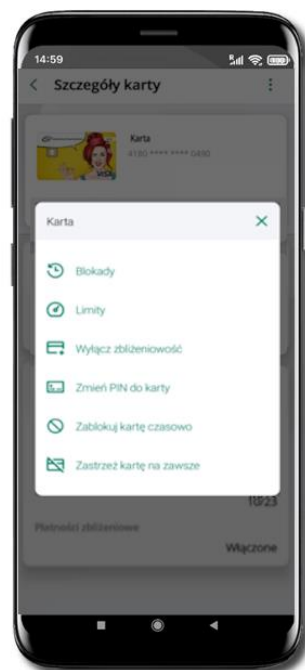 14:59
Szczegóły karty
Karta
VISA
Karta
Blokady
Limity
Wyłącz zbliżeniowość
Zmień PIN do karty
Zablokuj kartę czasowo
Zastrzeż kartę na zawsze
Płatności zbliżeniowe
Włączone